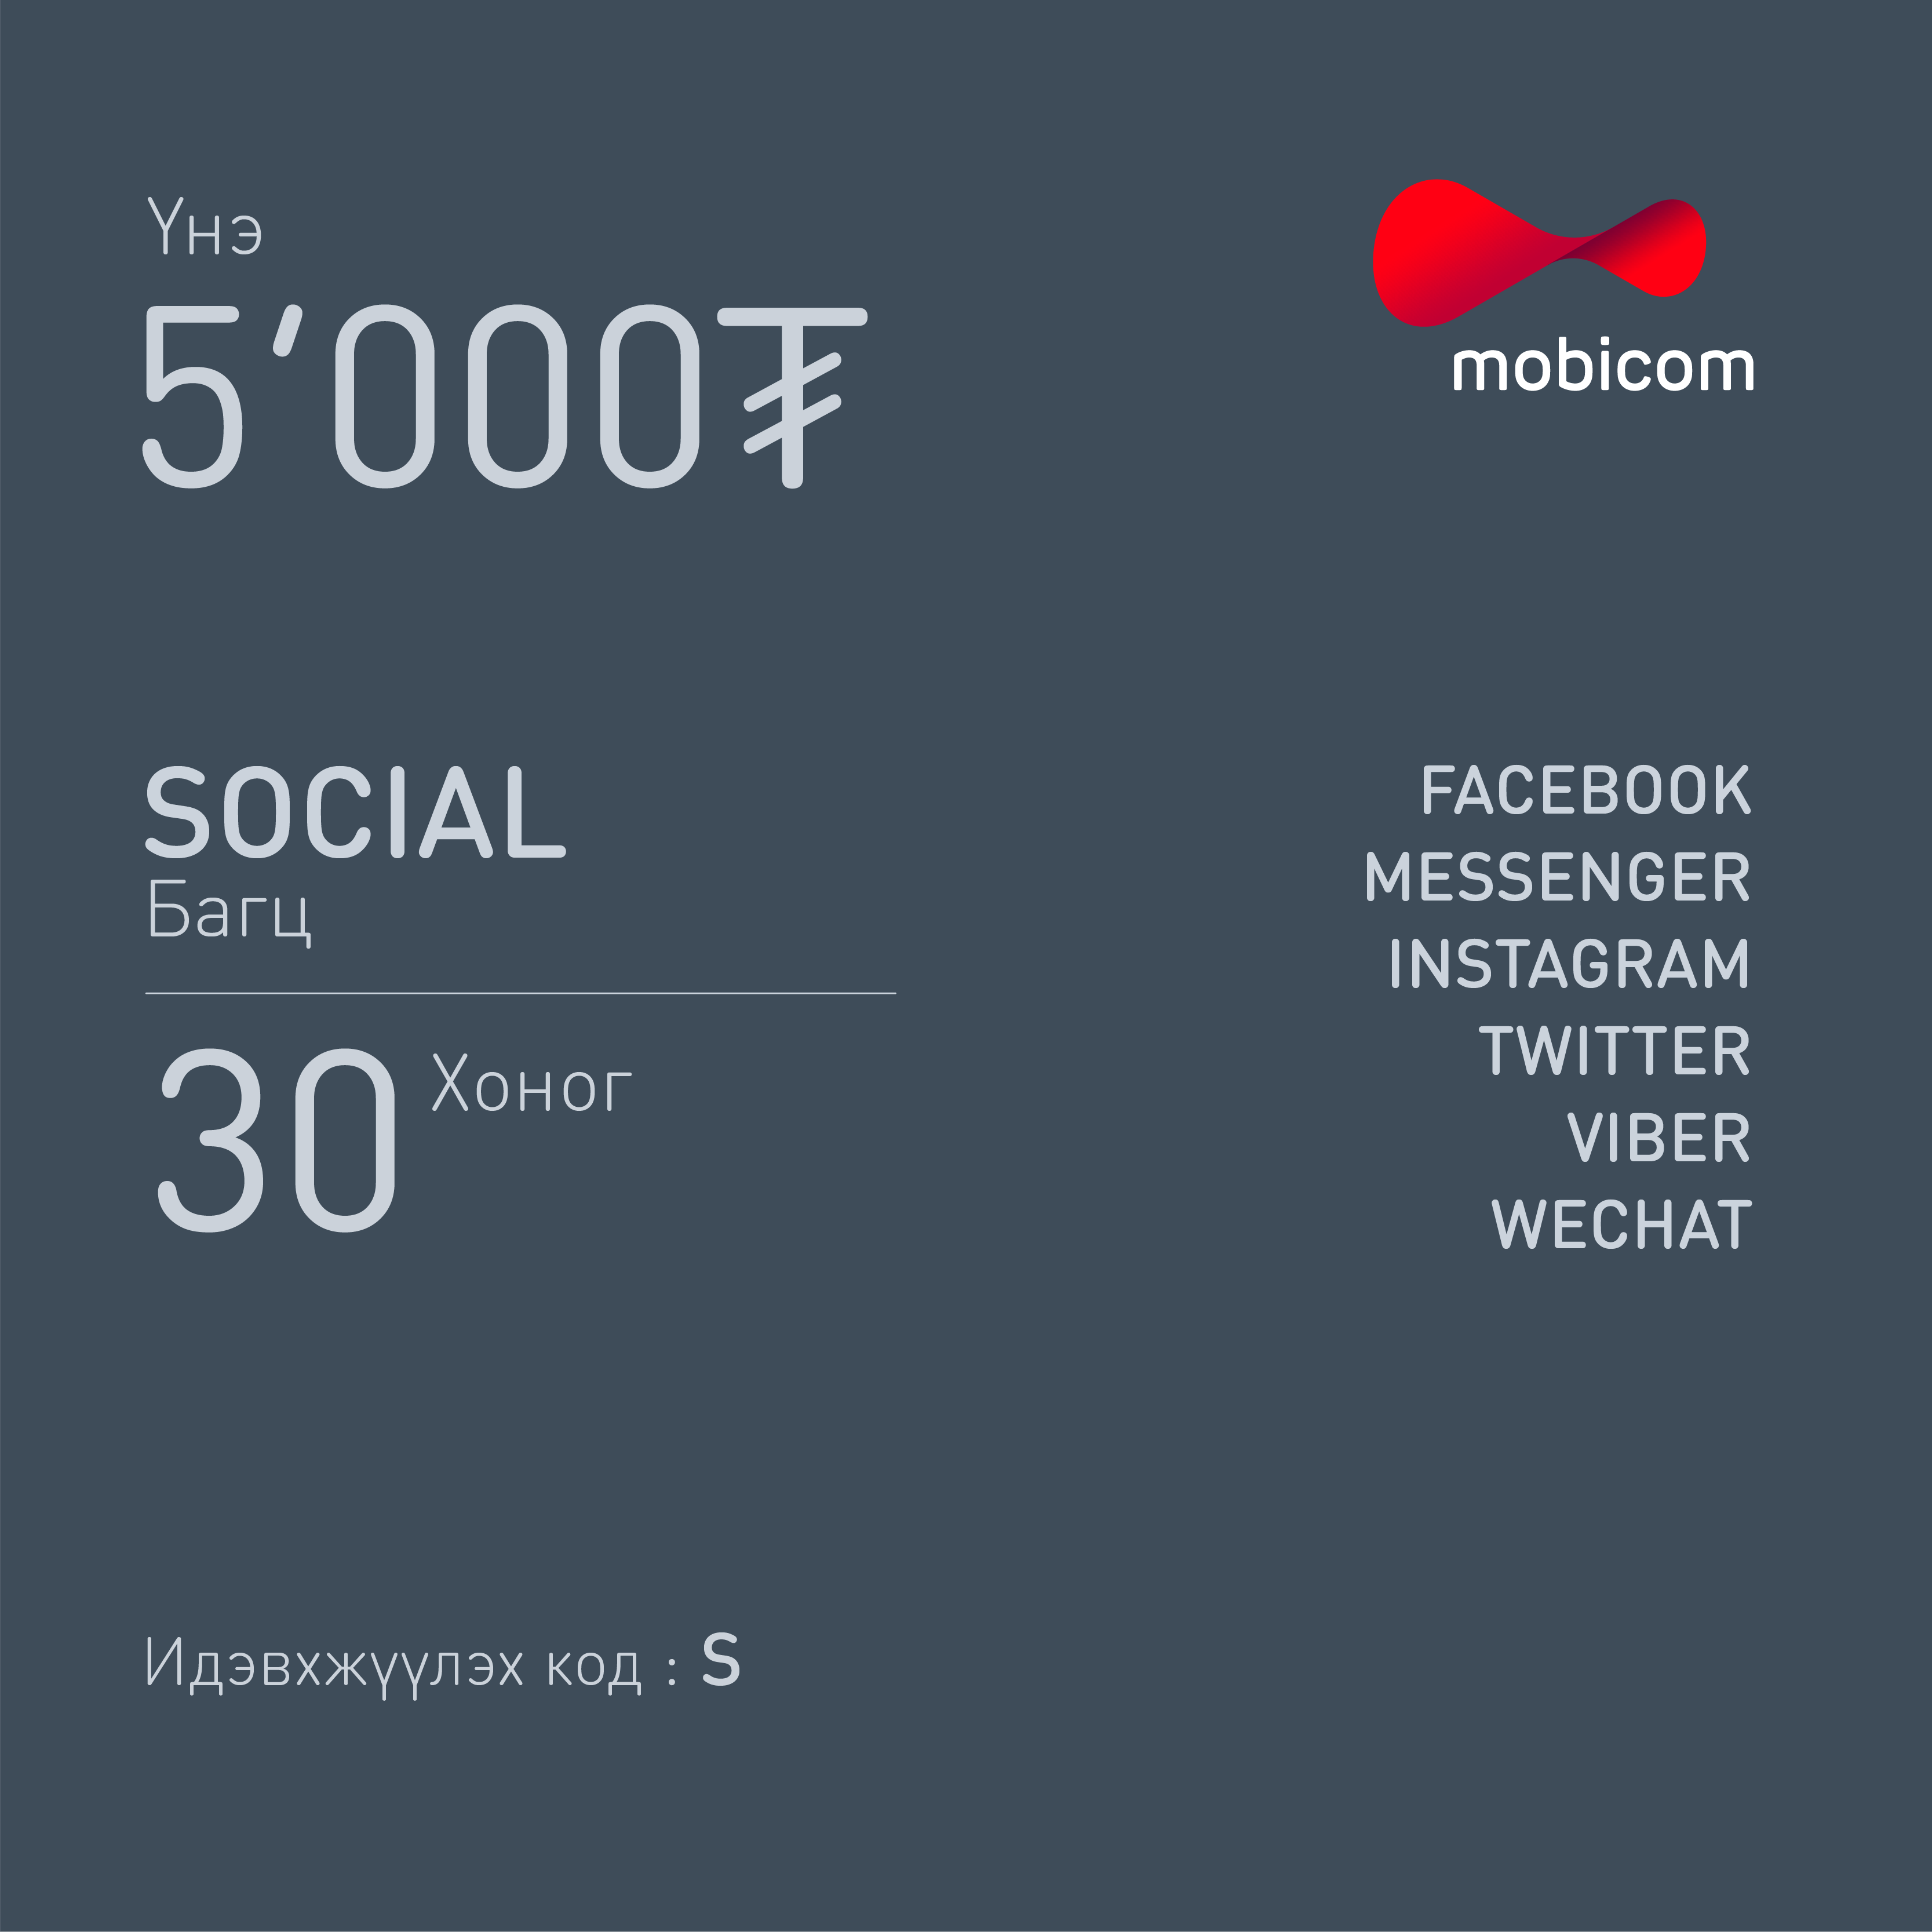 Үнэ
5'000₮
mobicom
SOCIAL
Багц
30 Хоног
FACEBOOK
MESSENGER
INSTAGRAM
TWITTER
VIBER
WECHAT
Идэвхжүүлэх код : S